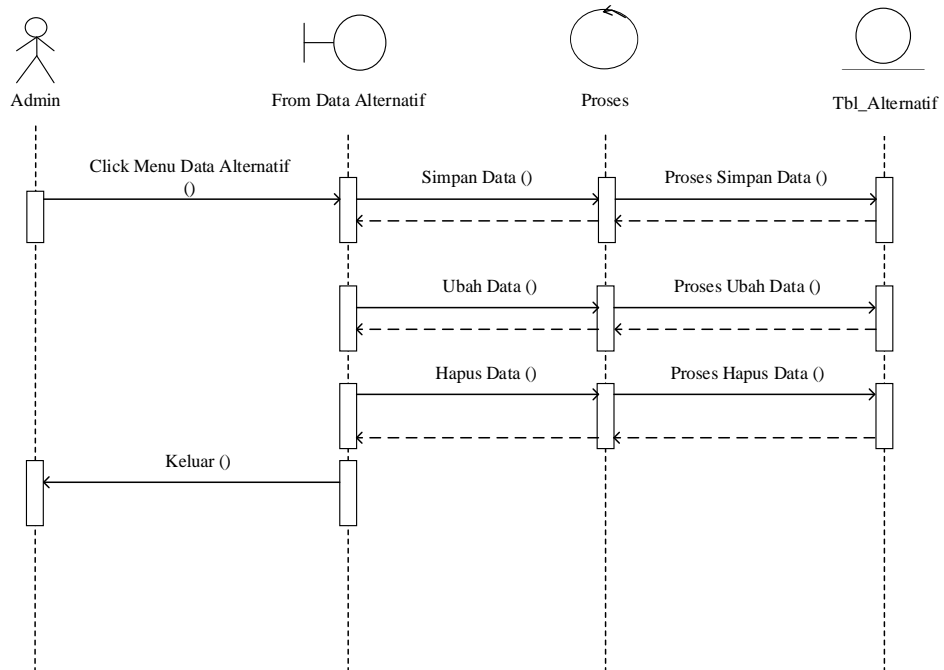 Admin
From Data Alternatif
Proses
Tbl_Alternatif
Click Menu Data Alternatif
()
Simpan Data ()
Proses Simpan Data ()
Ubah Data ()
Proses Ubah Data ()
Hapus Data ()
Proses Hapus Data ()
Keluar ()